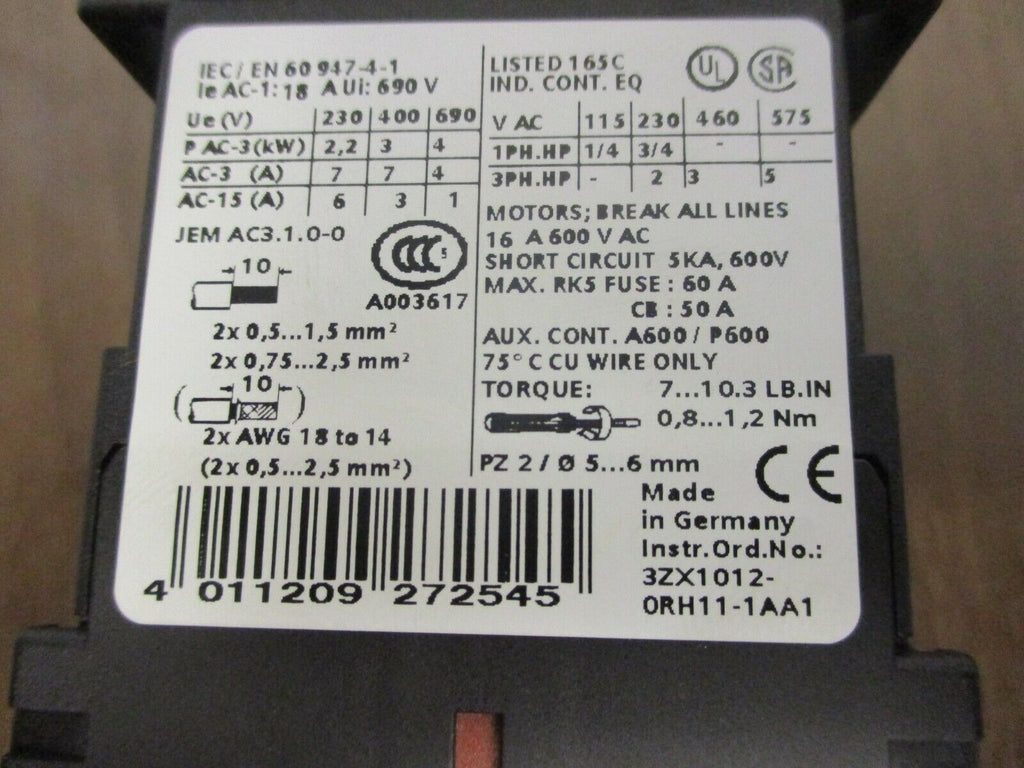 IEC / EN 60 947-4-1
Ie AC-1: 18 A Ui: 690 V
Ue (V) 230 400 690
P AC-3 (kW) 2,2 3 4
AC-3 (A) 7 7 4
AC-15 (A) 6 3 1
JEM AC3.1.0-0
CCC S
A003617
10
2x 0,5...1,5 mm²
2x 0,75...2,5 mm²
10
2x AWG 18 to 14
(2x 0,5...2,5 mm²)
LISTED 165C
IND. CONT. EQ
UL SA
V AC 115 230 460 575
1PH.HP 1/4 3/4 - -
3PH.HP - 2 3 5
MOTORS; BREAK ALL LINES
16 A 600 V AC
SHORT CIRCUIT 5KA, 600V
MAX. RK5 FUSE : 60 A
CB : 50 A
AUX. CONT. A600 / P600
75° C CU WIRE ONLY
TORQUE: 7...10.3 LB.IN
0,8...1,2 Nm
PZ 2 / Ø 5...6 mm
CE
Made
in Germany
Instr.Ord.No.:
3ZX1012-
0RH11-1AA1
4 011209 272545